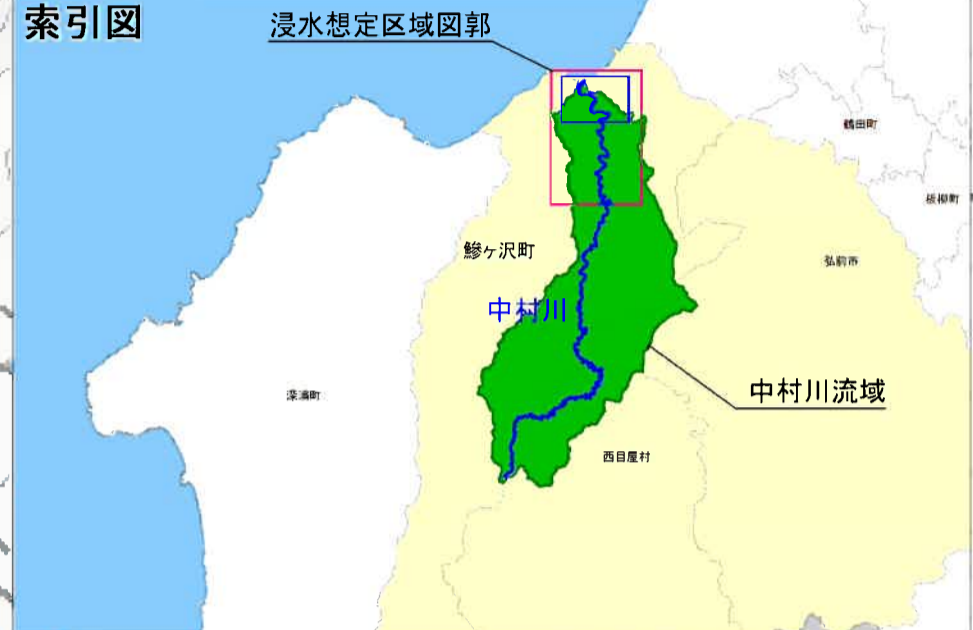 索引図
浸水想定区域図郭
鶴田町
板柳町
鰺ヶ沢町
弘前市
中村川
中村川流域
深浦町
西目屋村